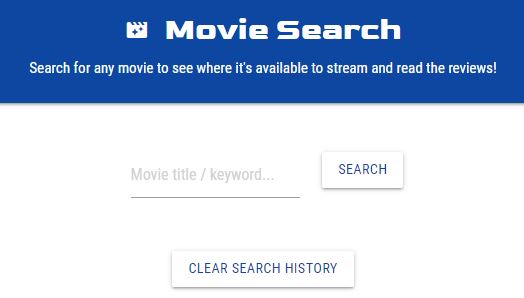 Movie Search
Search for any movie to see where it's available to stream and read the reviews!
Movie title / keyword...
SEARCH
CLEAR SEARCH HISTORY